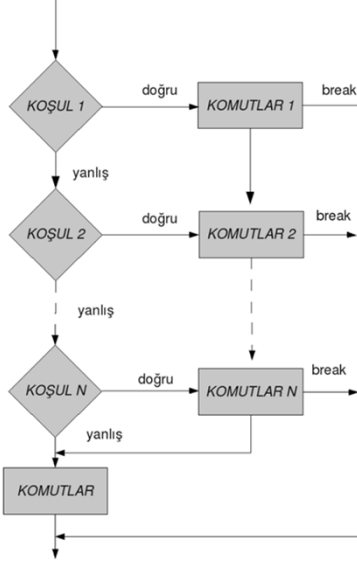 KOŞUL 1
doğru
KOMUTLAR 1
break
yanlış
KOŞUL 2
doğru
KOMUTLAR 2
break
yanlış
KOŞUL N
doğru
KOMUTLAR N
break
yanlış
KOMUTLAR